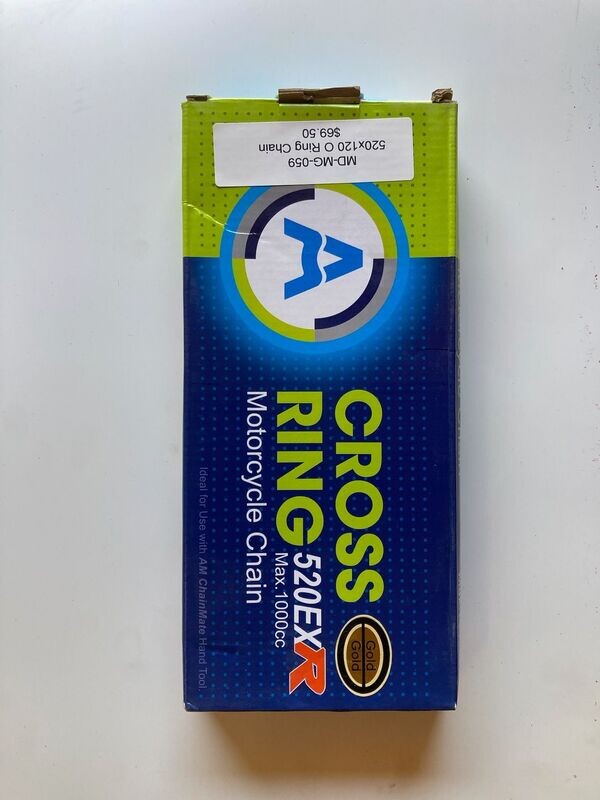 MD-MG-059
520x120 O Ring Chain
$69.50
AM
CROSS
RING 520EXR
Max.1000cc
Motorcycle Chain
Gold
Gold
Ideal for Use with AM ChainMate Hand Tool.